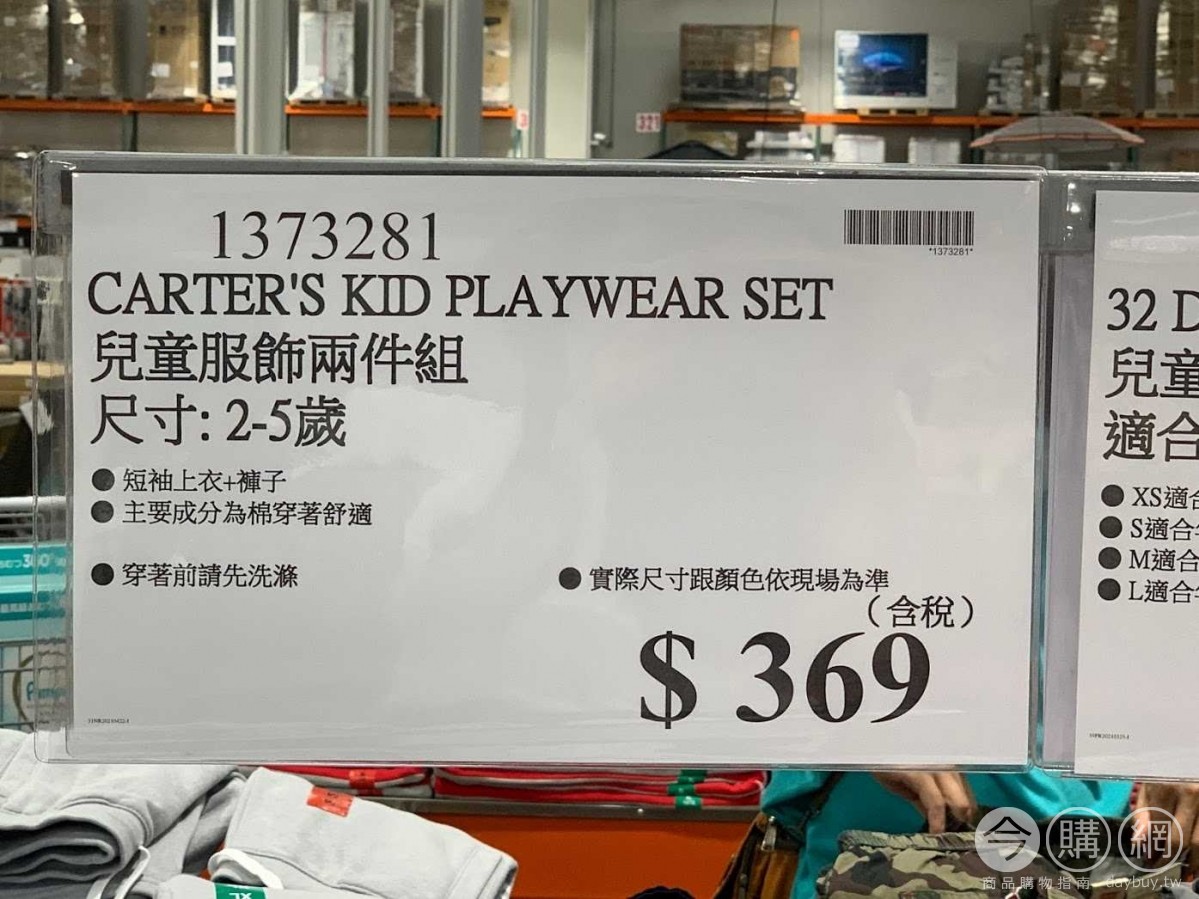 321
3
1373281
*1373281*
CARTER'S KID PLAYWEAR SET
兒童服飾兩件組
尺寸: 2-5歲
● 短袖上衣+褲子
● 主要成分為棉穿著舒適
● 穿著前請先洗滌
● 實際尺寸跟顏色依現場為準
（含稅）
$ 369
32 D
兒童
適合
● XS適合
● S適合
● M適合
● L適合
XL
今購網
商品購物指南 daybuy.tw